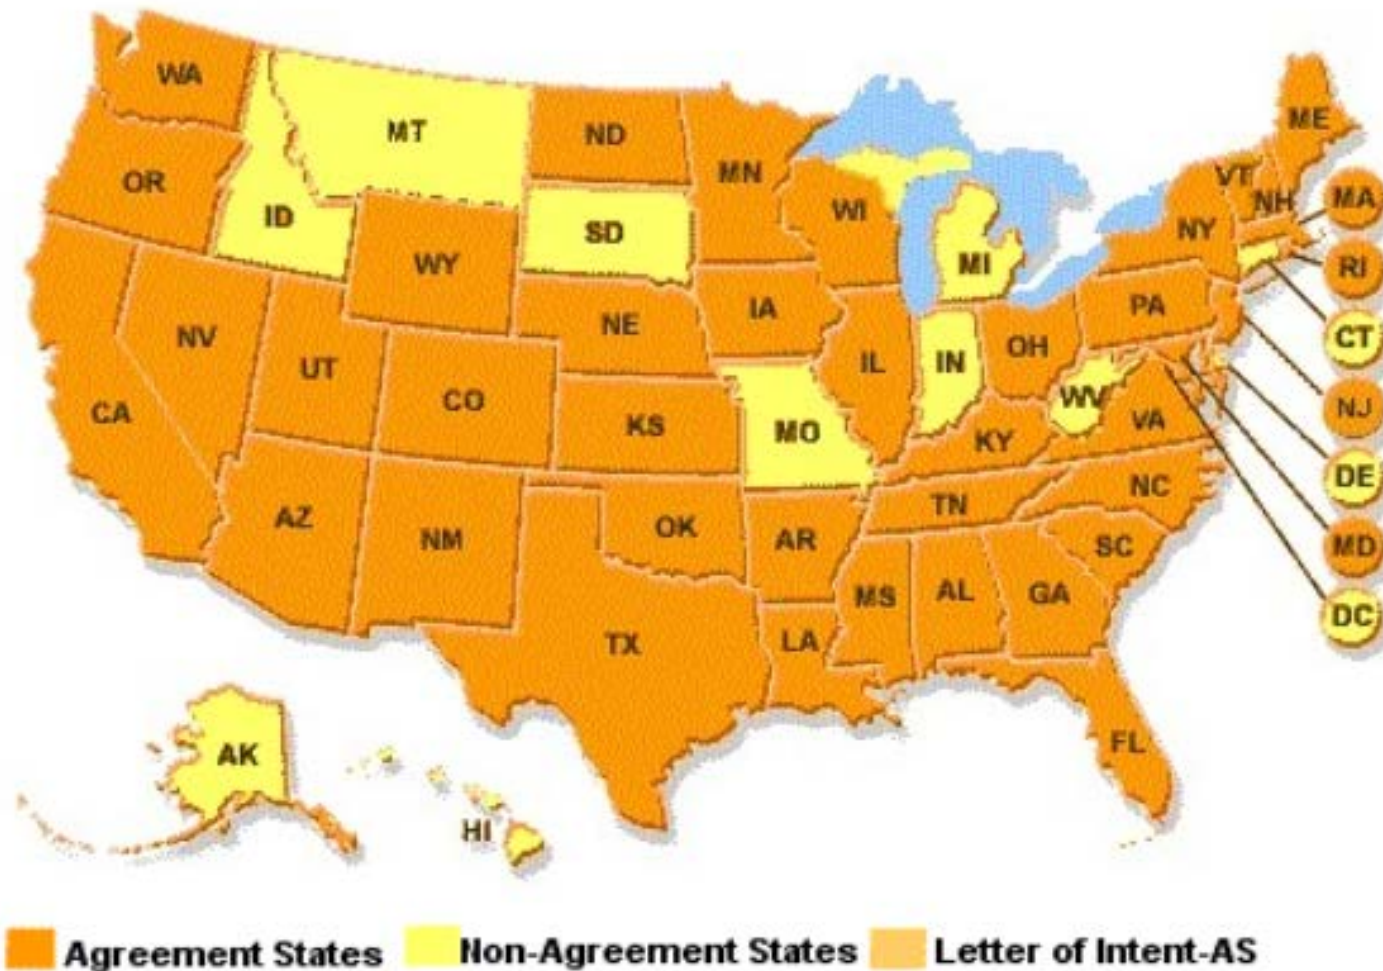 WA
MT
ND
MN
ME
OR
ID
SD
WI
VT
NH
MA
NY
WY
MI
RI
NV
UT
NE
IA
PA
CT
CO
IL
IN
OH
CA
KS
MO
WV
VA
NJ
KY
AZ
NM
OK
AR
TN
NC
DE
SC
MD
TX
LA
MS
AL
GA
DC
FL
AK
HI
Agreement States Non-Agreement States Letter of Intent-AS